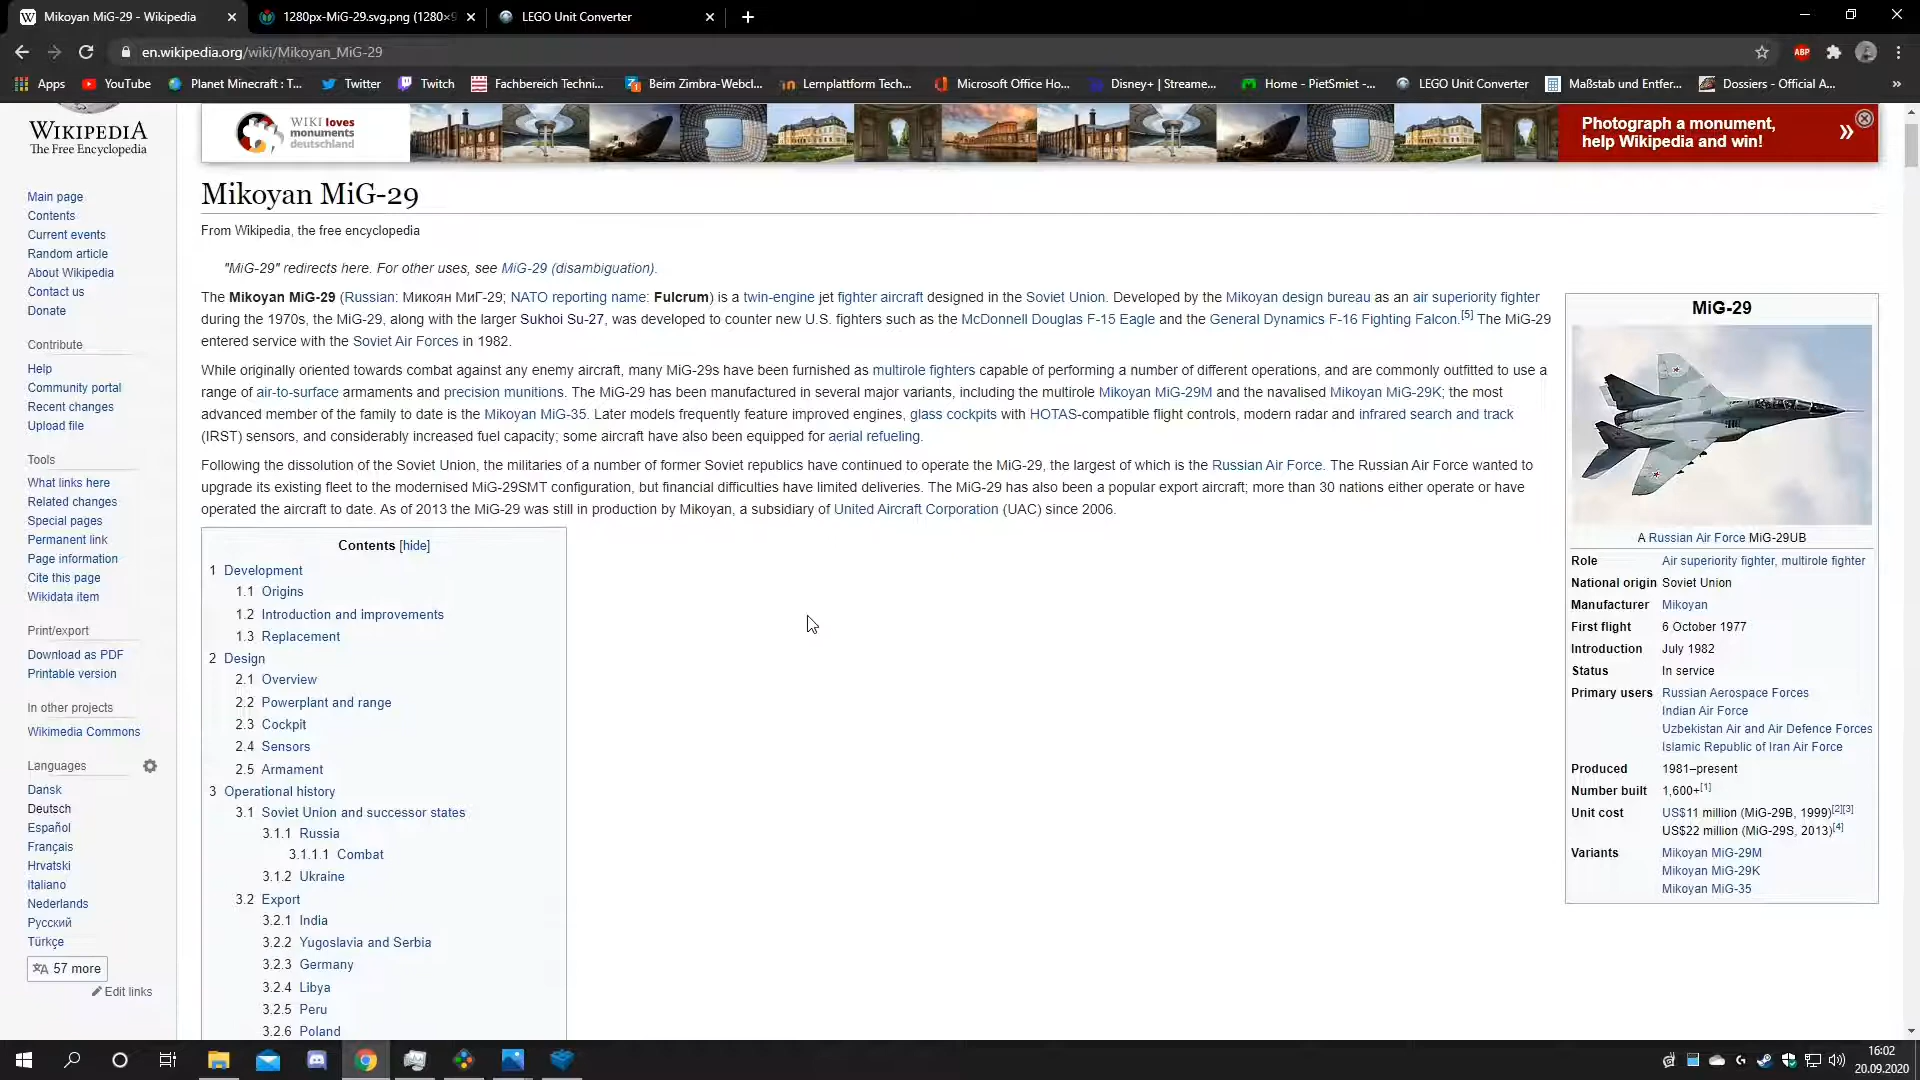 Mikoyan MiG-29 - Wikipedia
1280px-MiG-29.svg.png (1280×9
LEGO Unit Converter
en.wikipedia.org/wiki/Mikoyan_MiG-29
ABP
Apps
YouTube
Planet Minecraft : T...
Twitter
Twitch
Fachbereich Techni...
Beim Zimbra-Webcl...
Lernplattform Tech...
Microsoft Office Ho...
Disney+ | Streame...
Home - PietSmiet -...
LEGO Unit Converter
Maßstab und Entfer...
Dossiers - Official A...
»
WIKIPEDIA
The Free Encyclopedia
Main page
Contents
Current events
Random article
About Wikipedia
Contact us
Donate
Contribute
Help
Community portal
Recent changes
Upload file
Tools
What links here
Related changes
Special pages
Permanent link
Page information
Cite this page
Wikidata item
Print/export
Download as PDF
Printable version
In other projects
Wikimedia Commons
Languages
Dansk
Deutsch
Español
Français
Hrvatski
Italiano
Nederlands
Русский
Türkçe
57 more
Edit links
WIKI loves
monuments
deutschland
Photograph a monument,
help Wikipedia and win!
»
Mikoyan MiG-29
From Wikipedia, the free encyclopedia
"MiG-29" redirects here. For other uses, see MiG-29 (disambiguation).
The Mikoyan MiG-29 (Russian: Микоян МиГ-29; NATO reporting name: Fulcrum) is a twin-engine jet fighter aircraft designed in the Soviet Union. Developed by the Mikoyan design bureau as an air superiority fighter
during the 1970s, the MiG-29, along with the larger Sukhoi Su-27, was developed to counter new U.S. fighters such as the McDonnell Douglas F-15 Eagle and the General Dynamics F-16 Fighting Falcon.[5] The MiG-29
entered service with the Soviet Air Forces in 1982.
While originally oriented towards combat against any enemy aircraft, many MiG-29s have been furnished as multirole fighters capable of performing a number of different operations, and are commonly outfitted to use a
range of air-to-surface armaments and precision munitions. The MiG-29 has been manufactured in several major variants, including the multirole Mikoyan MiG-29M and the navalised Mikoyan MiG-29K; the most
advanced member of the family to date is the Mikoyan MiG-35. Later models frequently feature improved engines, glass cockpits with HOTAS-compatible flight controls, modern radar and infrared search and track
(IRST) sensors, and considerably increased fuel capacity; some aircraft have also been equipped for aerial refueling.
Following the dissolution of the Soviet Union, the militaries of a number of former Soviet republics have continued to operate the MiG-29, the largest of which is the Russian Air Force. The Russian Air Force wanted to
upgrade its existing fleet to the modernised MiG-29SMT configuration, but financial difficulties have limited deliveries. The MiG-29 has also been a popular export aircraft; more than 30 nations either operate or have
operated the aircraft to date. As of 2013 the MiG-29 was still in production by Mikoyan, a subsidiary of United Aircraft Corporation (UAC) since 2006.
Contents [hide]
1 Development
1.1 Origins
1.2 Introduction and improvements
1.3 Replacement
2 Design
2.1 Overview
2.2 Powerplant and range
2.3 Cockpit
2.4 Sensors
2.5 Armament
3 Operational history
3.1 Soviet Union and successor states
3.1.1 Russia
3.1.1.1 Combat
3.1.2 Ukraine
3.2 Export
3.2.1 India
3.2.2 Yugoslavia and Serbia
3.2.3 Germany
3.2.4 Libya
3.2.5 Peru
3.2.6 Poland
MiG-29
A Russian Air Force MiG-29UB
Role Air superiority fighter, multirole fighter
National origin Soviet Union
Manufacturer Mikoyan
First flight 6 October 1977
Introduction July 1982
Status In service
Primary users Russian Aerospace Forces
Indian Air Force
Uzbekistan Air and Air Defence Forces
Islamic Republic of Iran Air Force
Produced 1981–present
Number built 1,600+[1]
Unit cost US$11 million (MiG-29B, 1999)[2][3]
US$22 million (MiG-29S, 2013)[4]
Variants Mikoyan MiG-29M
Mikoyan MiG-29K
Mikoyan MiG-35
16:02
20.09.2020